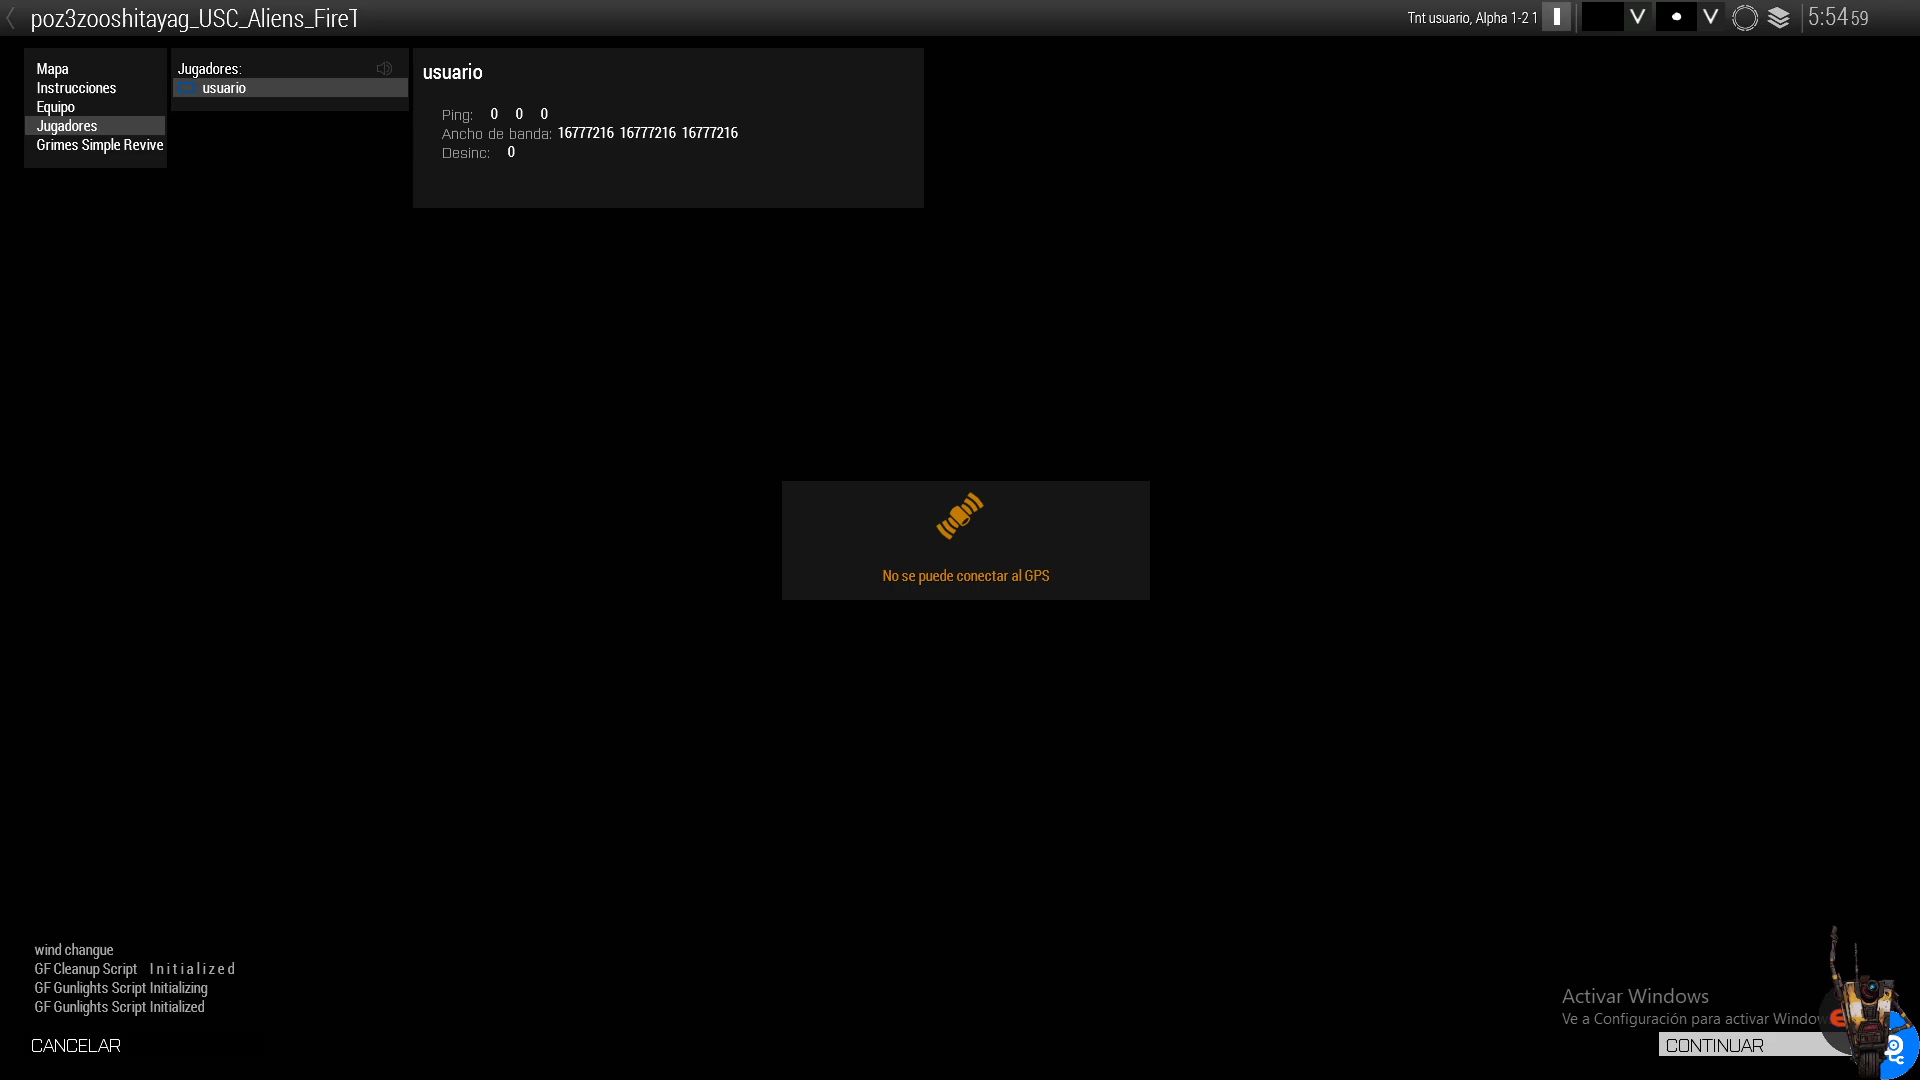 poz3zooshitayag_USC_Aliens_FireT
Tnt usuario, Alpha 1-2 1
5:54 59
Mapa
Instrucciones
Equipo
Jugadores
Grimes Simple Revive
Jugadores:
usuario
usuario
Ping: 0 0 0
Ancho de banda: 16777216 16777216 16777216
Desinc: 0
No se puede conectar al GPS
wind changue
GF Cleanup Script Initialized
GF Gunlights Script Initializing
GF Gunlights Script Initialized
CANCELAR
Activar Windows
Ve a Configuración para activar Window
CONTINUAR